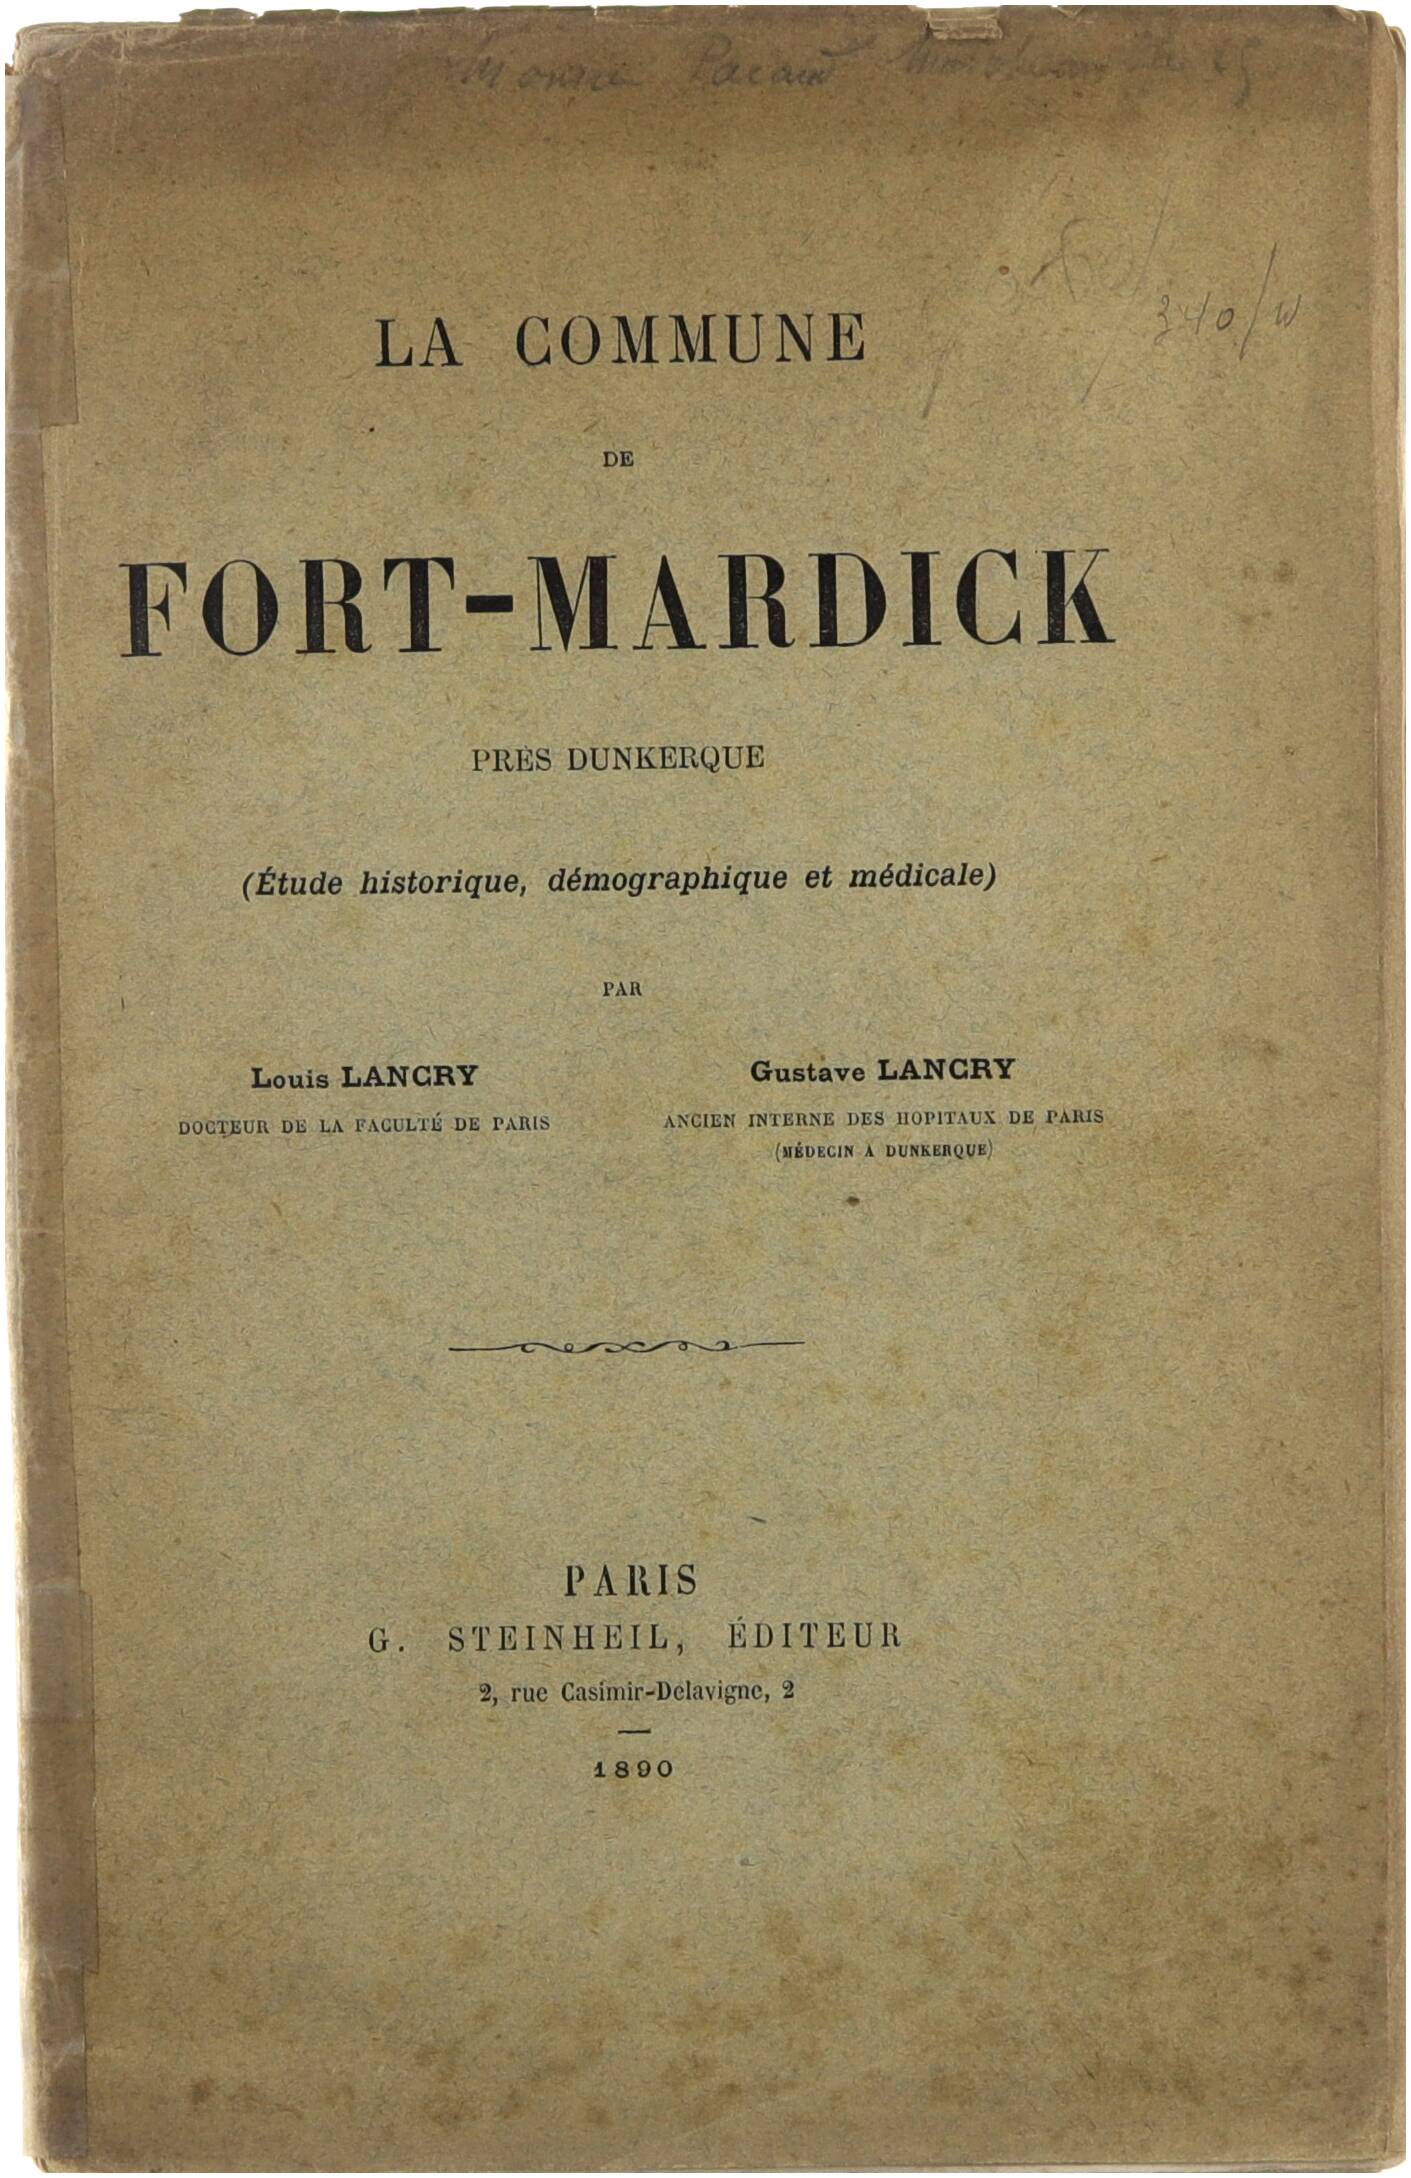 340/W
LA COMMUNE
DE
FORT-MARDICK
PRÈS DUNKERQUE
(Étude historique, démographique et médicale)
PAR
Louis LANCRY
DOCTEUR DE LA FACULTÉ DE PARIS
Gustave LANCRY
ANCIEN INTERNE DES HOPITAUX DE PARIS
(MÉDECIN A DUNKERQUE)
PARIS
G. STEINHEIL, ÉDITEUR
2, rue Casimir-Delavigne, 2
1890